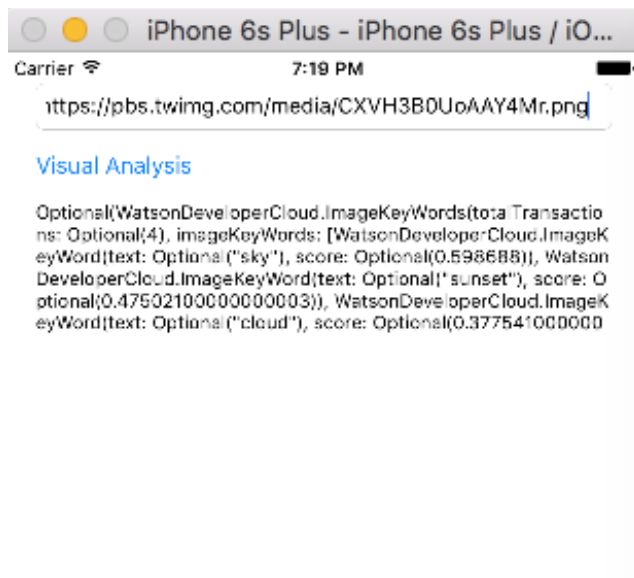 iPhone 6s Plus - iPhone 6s Plus / iO...
Carrier 7:19 PM
ttps://pbs.twimg.com/media/CXVH3B0UoAAY4Mr.png
Visual Analysis
Optional(WatsonDeveloperCloud.ImageKeyWords(totalTransactio
ns: Optional(4), imageKeyWords: [WatsonDeveloperCloud.ImageK
eyWord(text: Optional("sky"), score: Optional(0.598688)), Watson
DeveloperCloud.ImageKeyWord(text: Optional("sunset"), score: O
ptional(0.47502100000000003)), WatsonDeveloperCloud.ImageK
eyWord(text: Optional("cloud"), score: Optional(0.377541000000